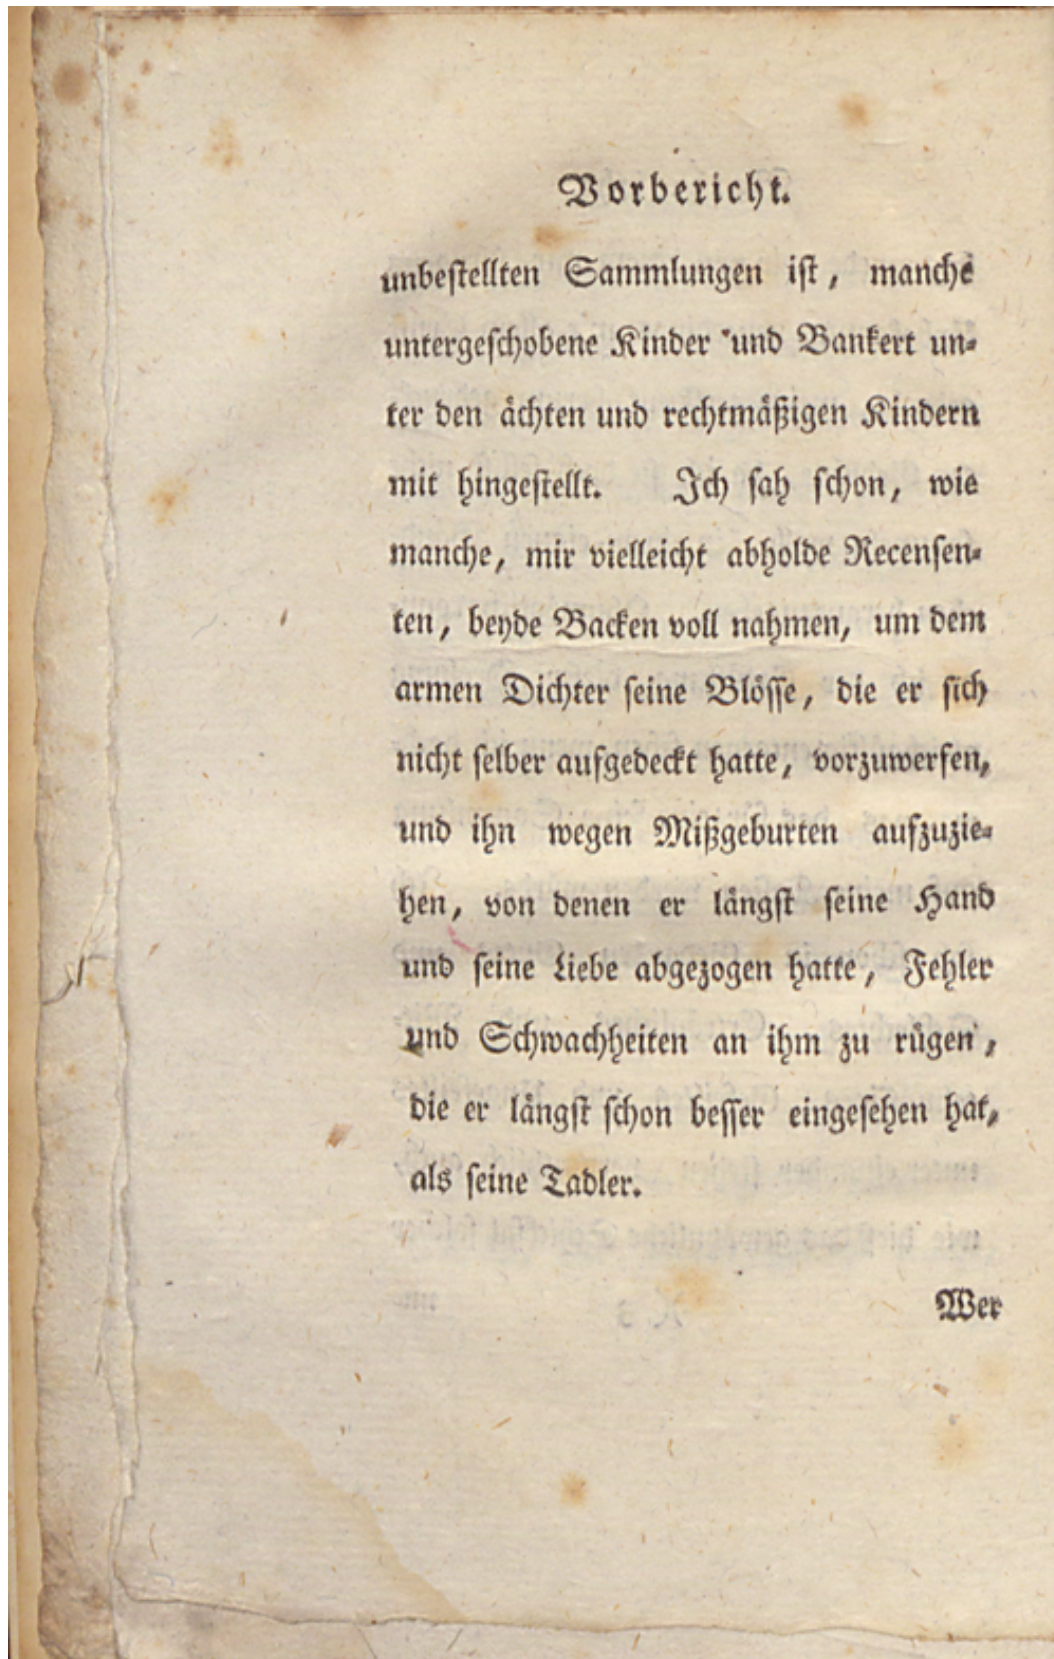 Vorbericht.
unbestellten Sammlungen ist, manche
untergeschobene Kinder und Bankert un-
ter den ächten und rechtmäßigen Kindern
mit hingestellt. Ich sah schon, wie
manche, mir vielleicht abholde Recensen-
ten, beyde Backen voll nahmen, um dem
armen Dichter seine Blösse, die er sich
nicht selber aufgedeckt hatte, vorzuwerfen,
und ihn wegen Mißgeburten aufzuzie-
hen, von denen er längst seine Hand
und seine Liebe abgezogen hatte, Fehler
und Schwachheiten an ihm zu rügen,
die er längst schon besser eingesehen hat,
als seine Tadler.
Wer